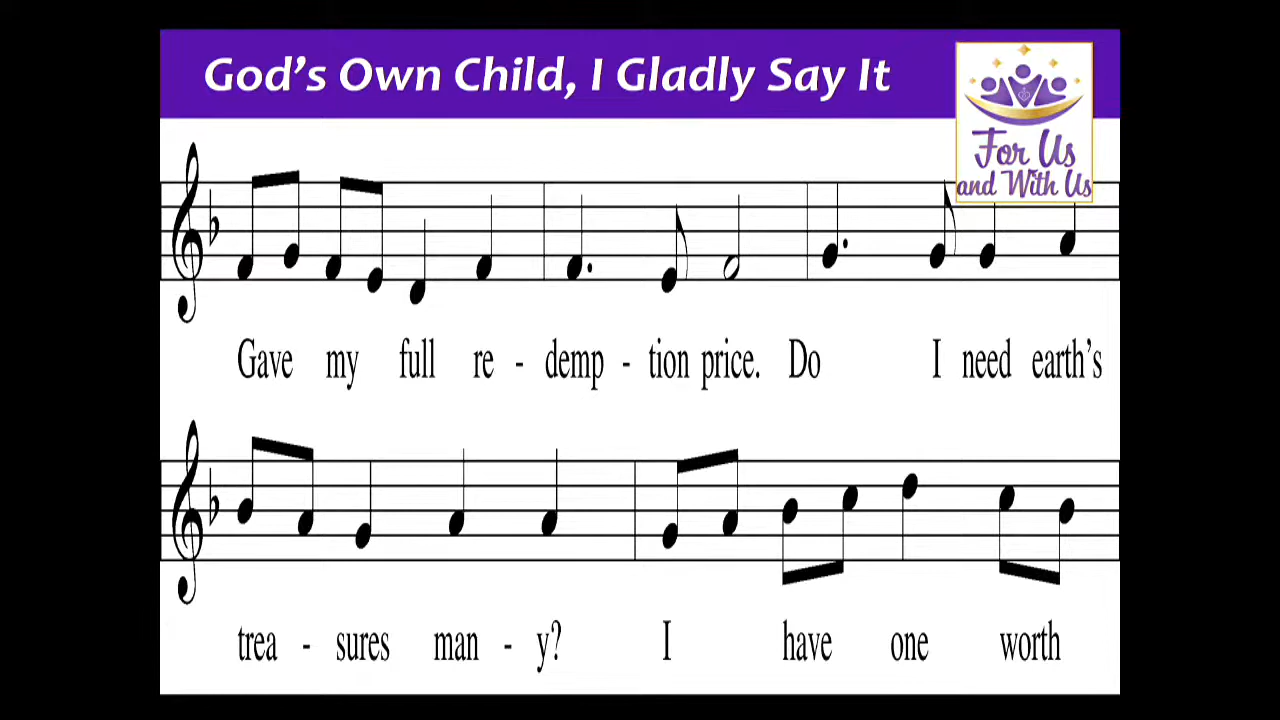 God's Own Child, I Gladly Say It
For Us
and With Us
Gave my full re - demp - tion price. Do I need earth's
trea - sures man - y? I have one worth